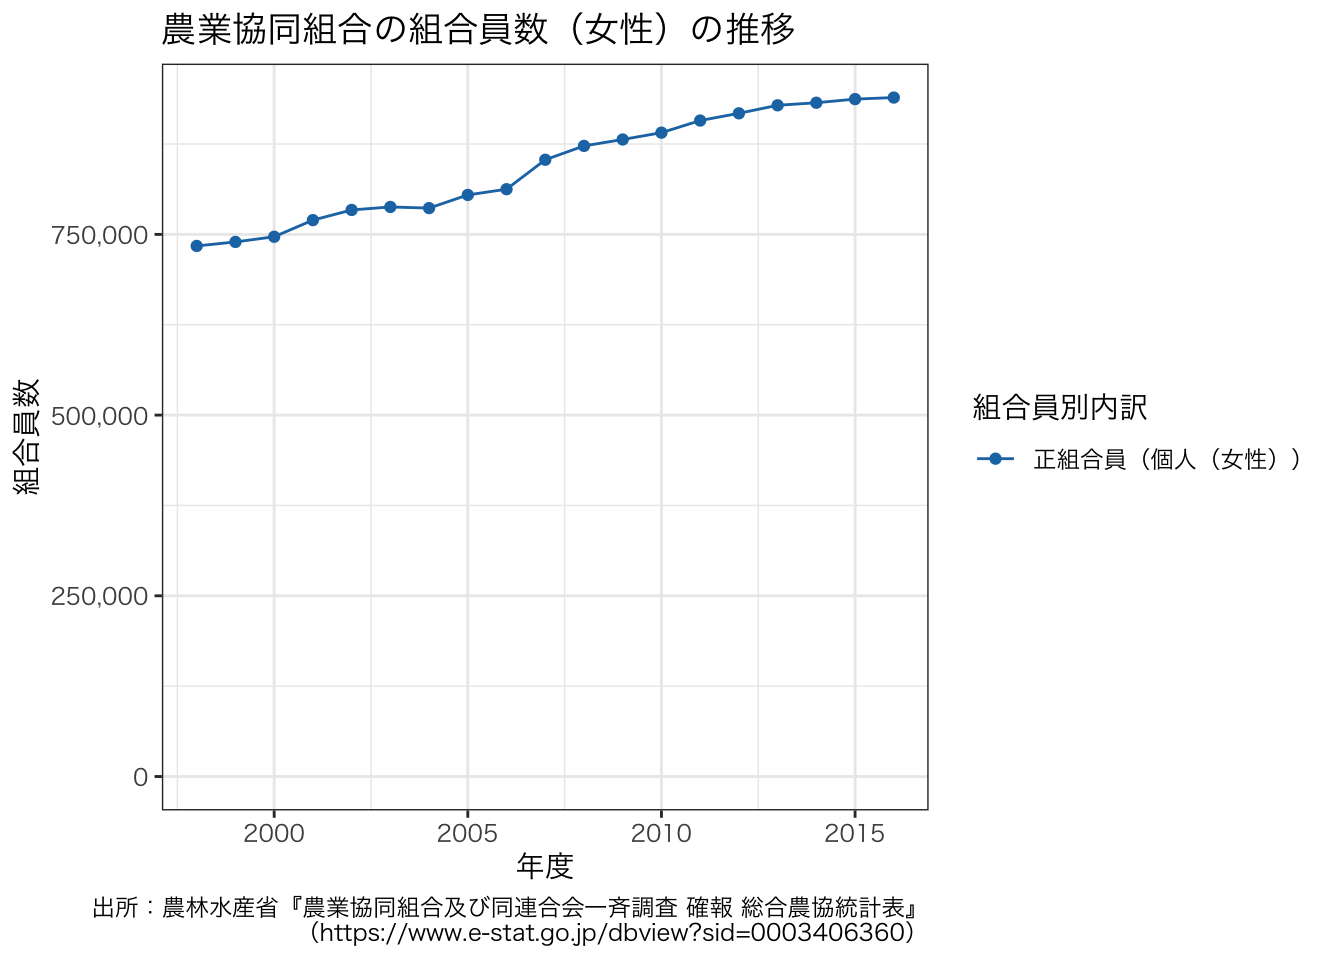 農業協同組合の組合員数（女性）の推移
組合員数
750,000
500,000
250,000
0
2000
2005
2010
2015
年度
組合員別内訳
正組合員（個人（女性））
出所：農林水産省『農業協同組合及び同連合会一斉調査 確報 総合農協統計表』
（https://www.e-stat.go.jp/dbview?sid=0003406360）